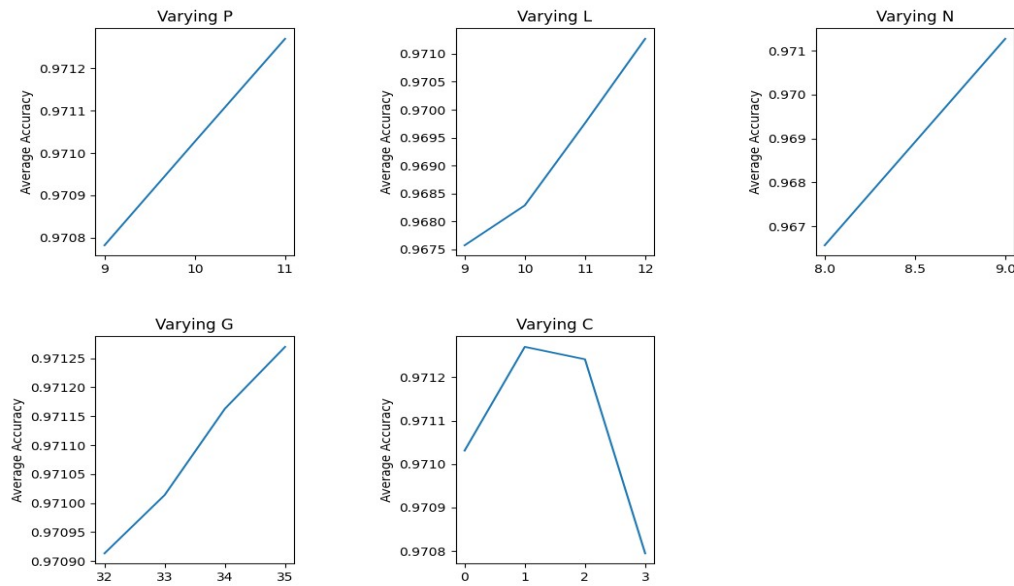 Varying P
Average Accuracy
0.9712
0.9711
0.9710
0.9709
0.9708
9 10 11
Varying L
Average Accuracy
0.9710
0.9705
0.9700
0.9695
0.9690
0.9685
0.9680
0.9675
9 10 11 12
Varying N
Average Accuracy
0.971
0.970
0.969
0.968
0.967
8.0 8.5 9.0
Varying G
Average Accuracy
0.97125
0.97120
0.97115
0.97110
0.97105
0.97100
0.97095
0.97090
32 33 34 35
Varying C
Average Accuracy
0.9712
0.9711
0.9710
0.9709
0.9708
0 1 2 3